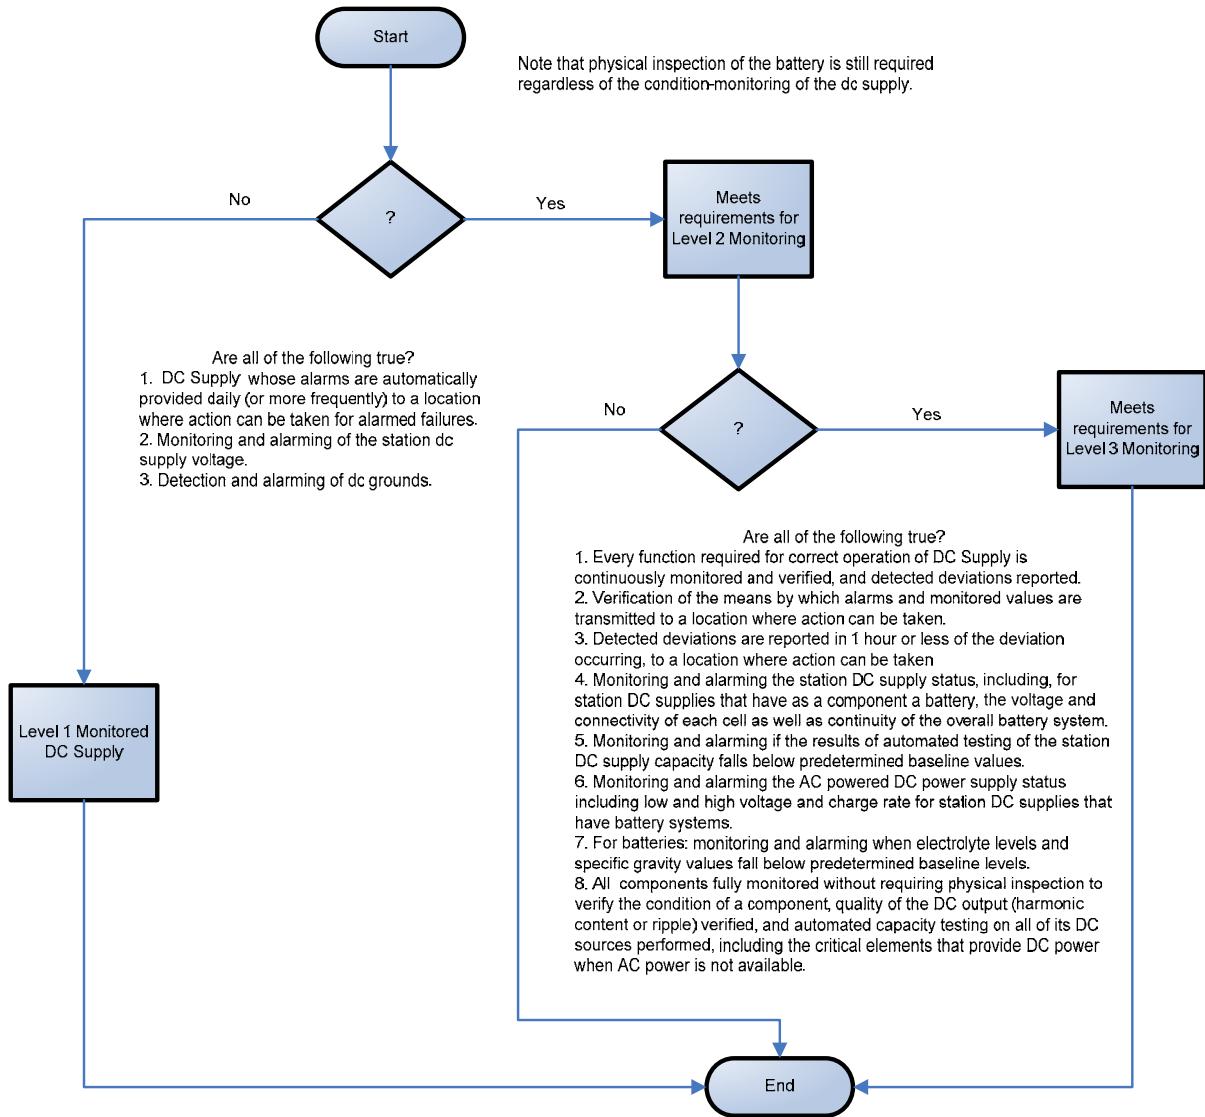 Start
Note that physical inspection of the battery is still required
regardless of the condition-monitoring of the dc supply.
No
?
Yes
Meets
requirements for
Level 2 Monitoring
Are all of the following true?
1. DC Supply whose alarms are automatically
provided daily (or more frequently) to a location
where action can be taken for alarmed failures.
2. Monitoring and alarming of the station dc
supply voltage.
3. Detection and alarming of dc grounds.
No
?
Yes
Meets
requirements for
Level 3 Monitoring
Are all of the following true?
1. Every function required for correct operation of DC Supply is
continuously monitored and verified, and detected deviations reported.
2. Verification of the means by which alarms and monitored values are
transmitted to a location where action can be taken.
3. Detected deviations are reported in 1 hour or less of the deviation
occurring, to a location where action can be taken
4. Monitoring and alarming the station DC supply status, including, for
station DC supplies that have as a component a battery, the voltage and
connectivity of each cell as well as continuity of the overall battery system.
5. Monitoring and alarming if the results of automated testing of the station
DC supply capacity falls below predetermined baseline values.
6. Monitoring and alarming the AC powered DC power supply status
including low and high voltage and charge rate for station DC supplies that
have battery systems.
7. For batteries: monitoring and alarming when electrolyte levels and
specific gravity values fall below predetermined baseline levels.
8. All components fully monitored without requiring physical inspection to
verify the condition of a component, quality of the DC output (harmonic
content or ripple) verified, and automated capacity testing on all of its DC
sources performed, including the critical elements that provide DC power
when AC power is not available.
Level 1 Monitored
DC Supply
End